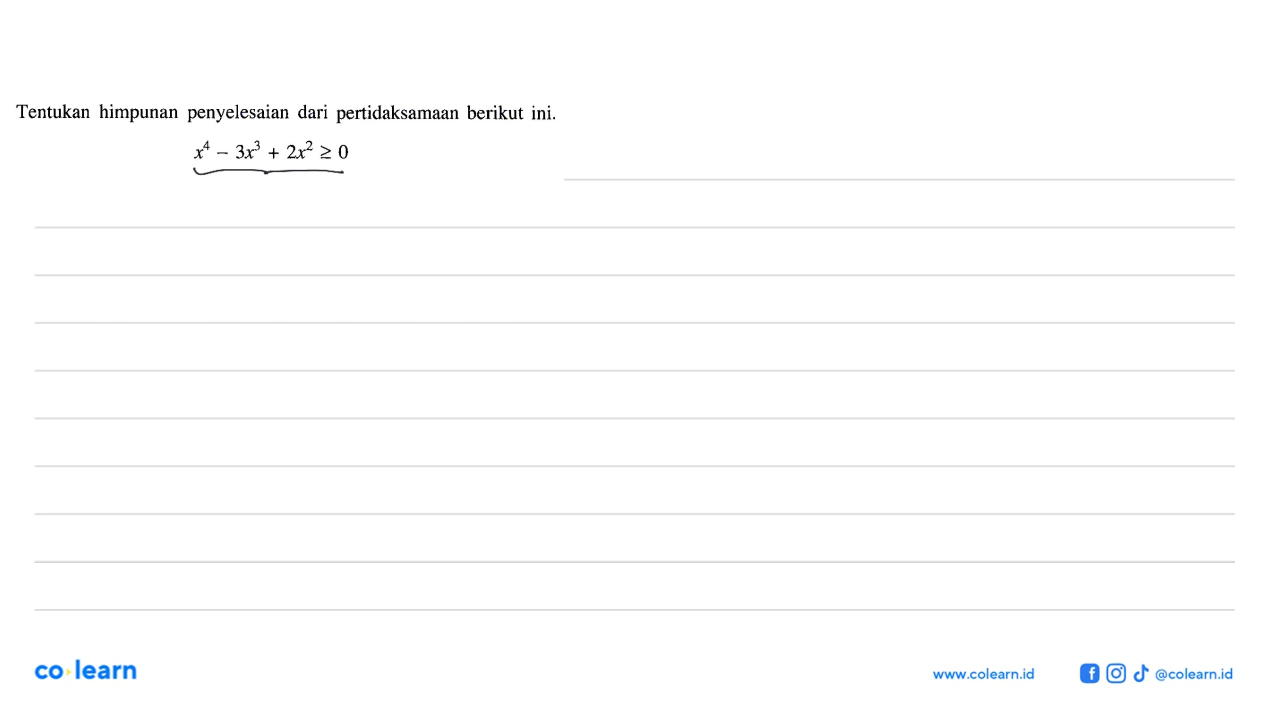 Tentukan himpunan penyelesaian dari pertidaksamaan berikut ini.
x⁴ – 3x³ + 2x² ≥ 0
co learn
www.colearn.id
@colearn.id